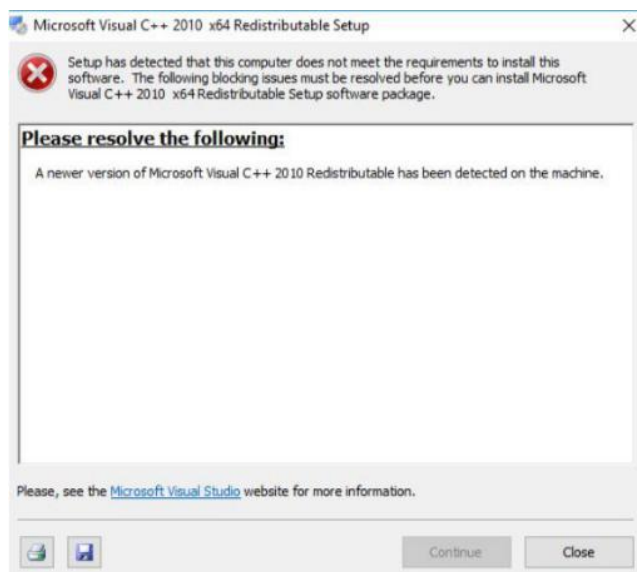 Microsoft Visual C++ 2010 x64 Redistributable Setup
Setup has detected that this computer does not meet the requirements to install this
software. The following blocking issues must be resolved before you can install Microsoft
Visual C++ 2010 x64 Redistributable Setup software package.
Please resolve the following:
A newer version of Microsoft Visual C++ 2010 Redistributable has been detected on the machine.
Please, see the Microsoft Visual Studio website for more information.
Continue
Close